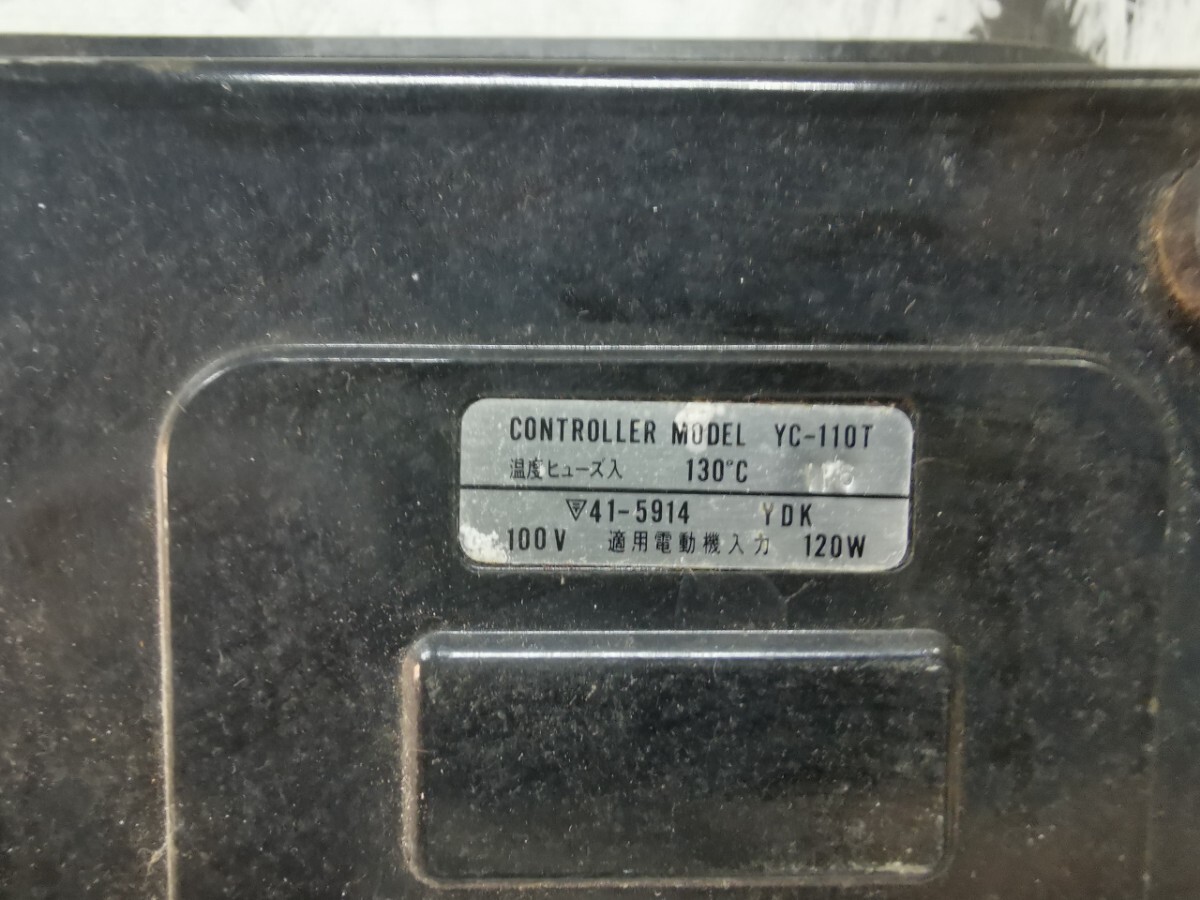 CONTROLLER MODEL YC-110T
温度ヒューズ入 130°C
〒41-5914 YDK
100V 適用電動機入力 120W